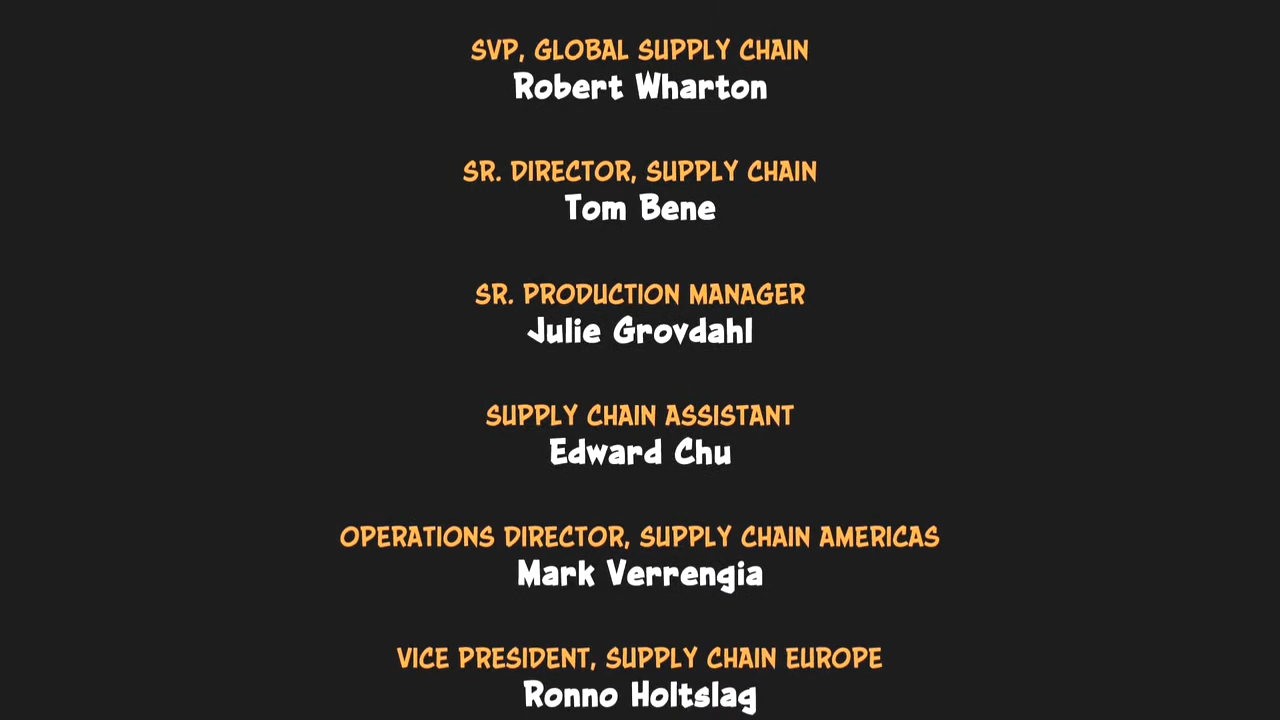 SVP, GLOBAL SUPPLY CHAIN
Robert Wharton
SR. DIRECTOR, SUPPLY CHAIN
Tom Bene
SR. PRODUCTION MANAGER
Julie Grovdahl
SUPPLY CHAIN ASSISTANT
Edward Chu
OPERATIONS DIRECTOR, SUPPLY CHAIN AMERICAS
Mark Verrengia
VICE PRESIDENT, SUPPLY CHAIN EUROPE
Ronno Holtslag